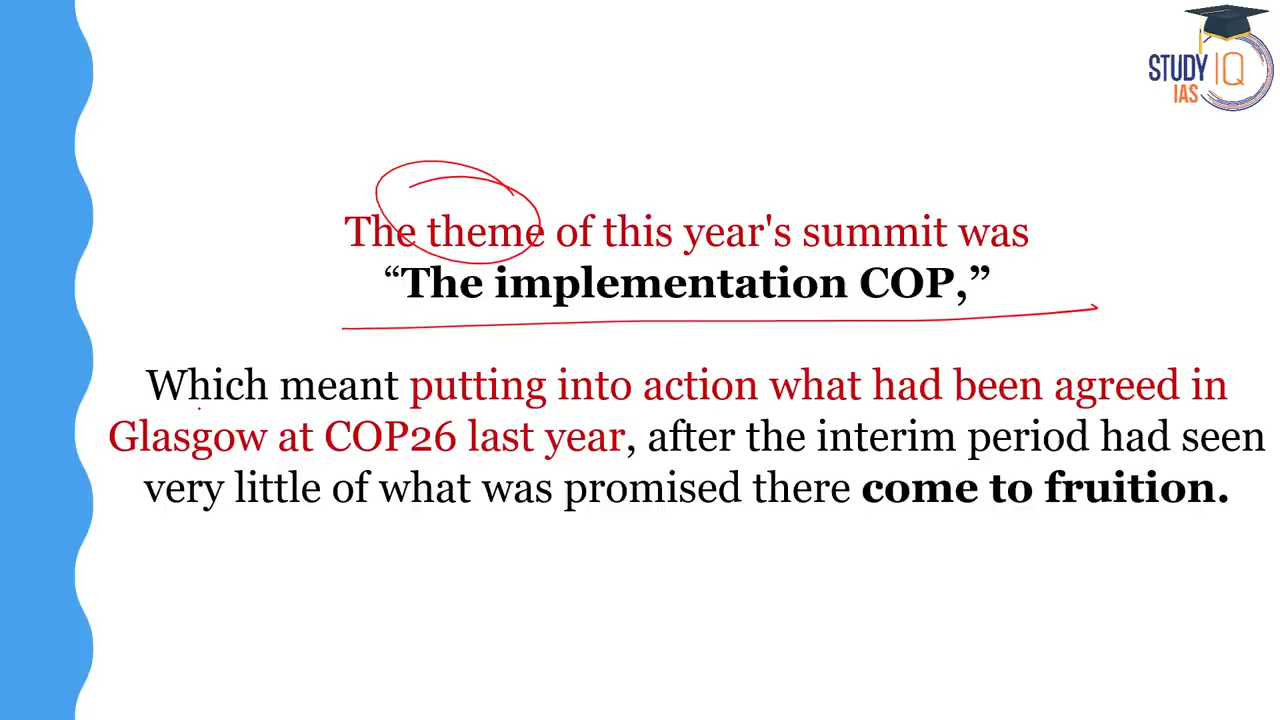 STUDY IQ
IAS
The theme of this year's summit was
“The implementation COP,”
Which meant putting into action what had been agreed in
Glasgow at COP26 last year, after the interim period had seen
very little of what was promised there come to fruition.